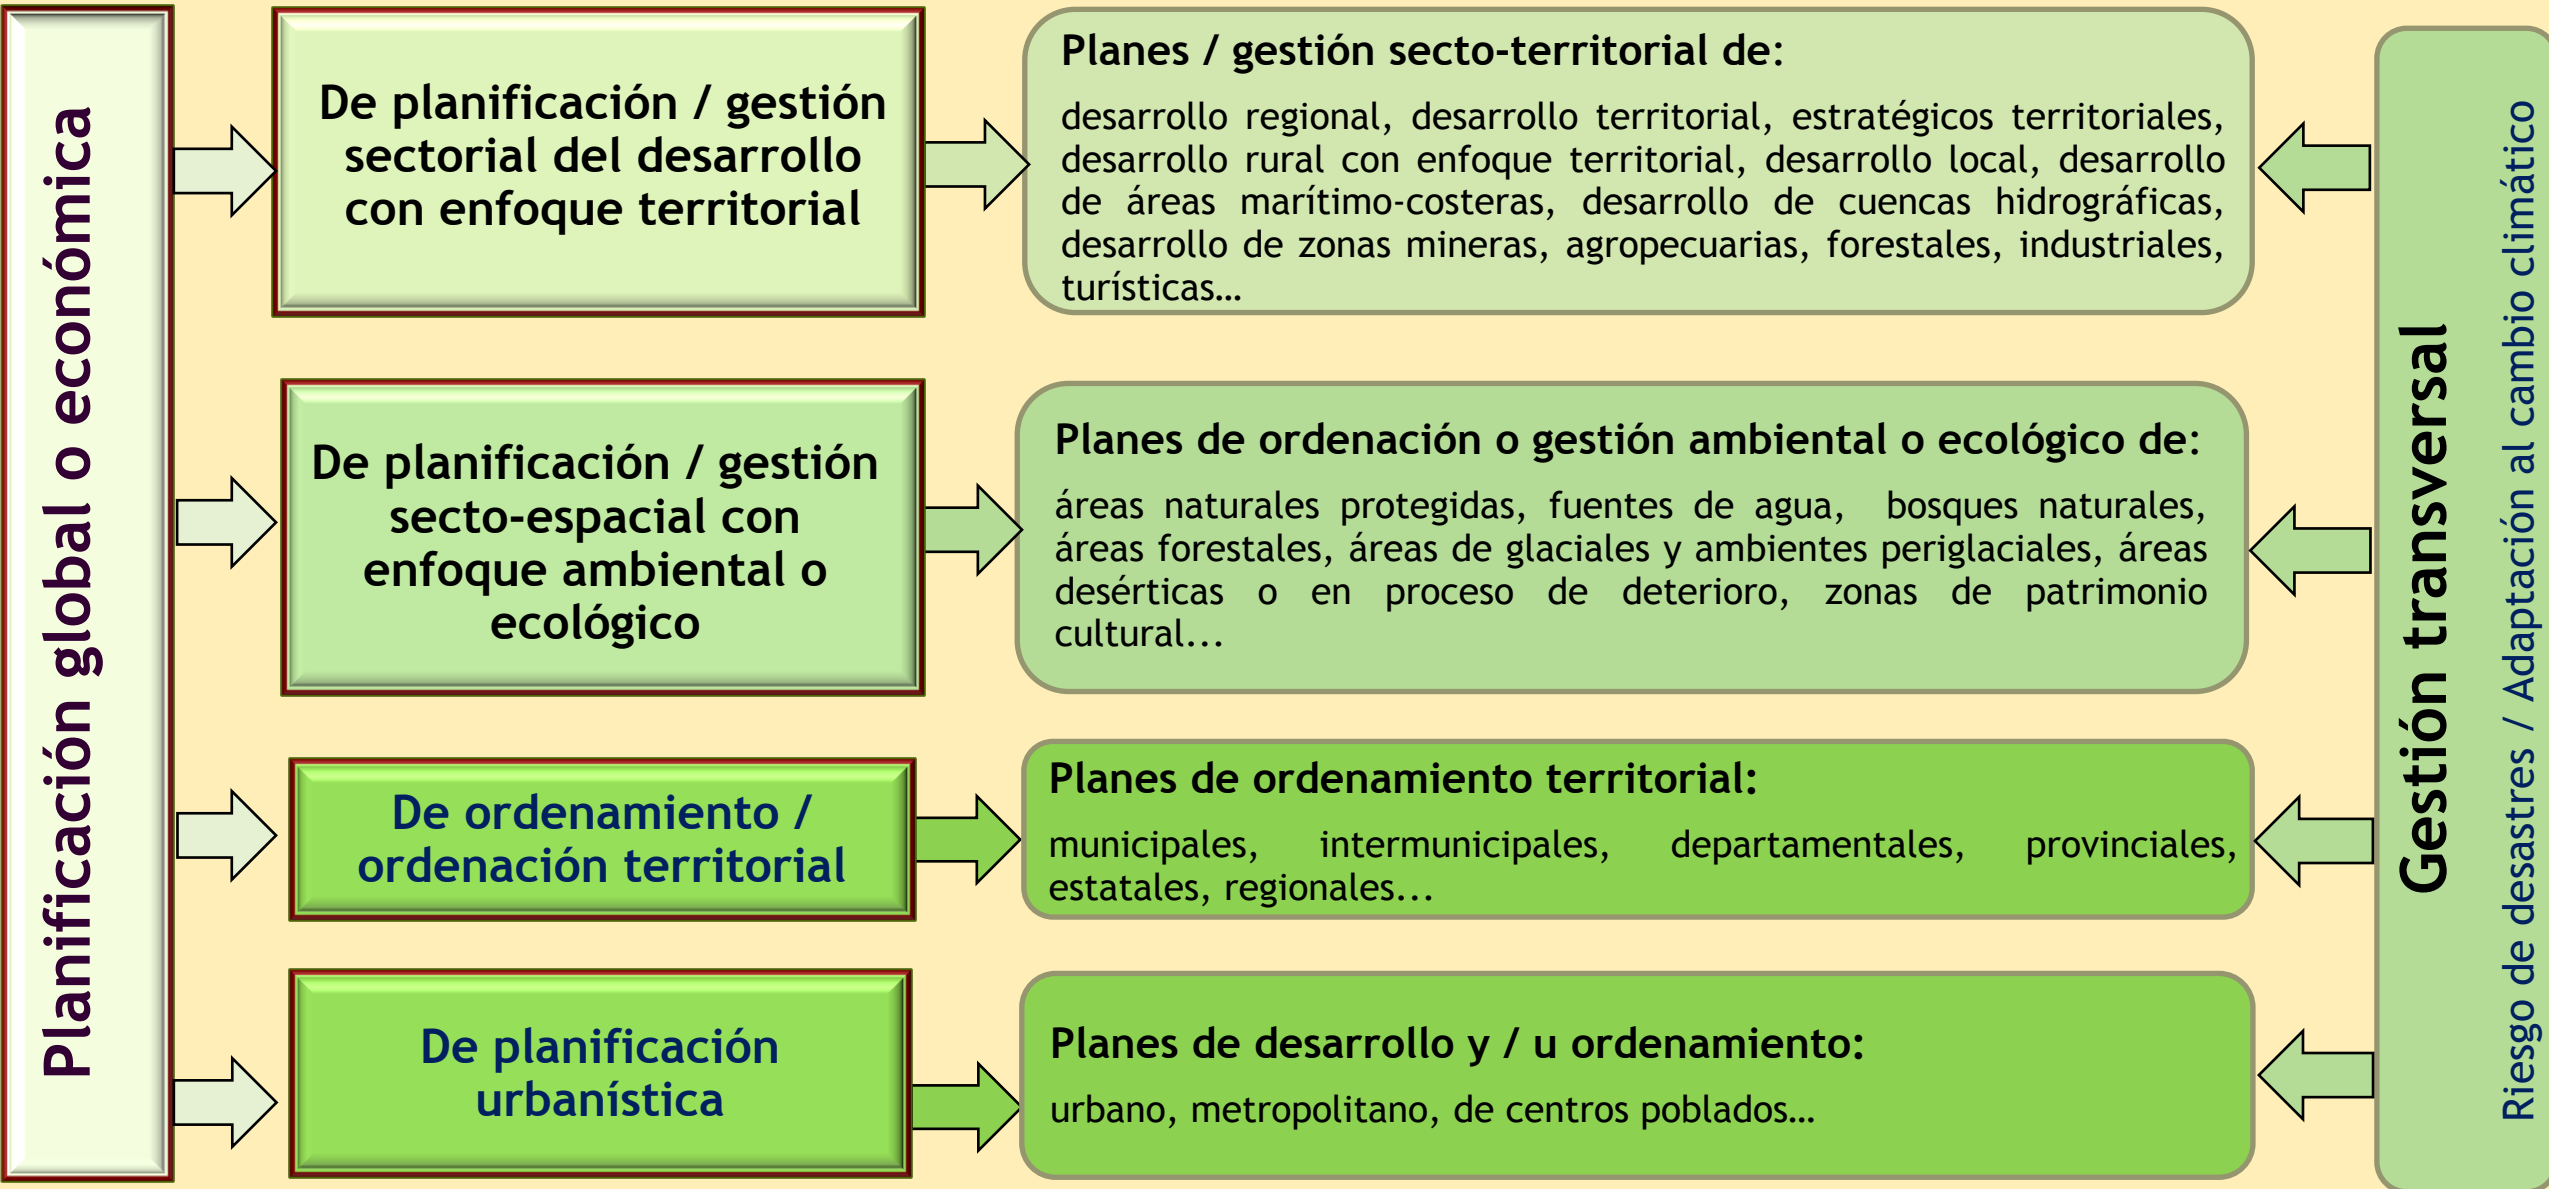 Planificación global o económica
De planificación / gestión
sectorial del desarrollo
con enfoque territorial
Planes / gestión secto-territorial de:
desarrollo regional, desarrollo territorial, estratégicos territoriales,
desarrollo rural con enfoque territorial, desarrollo local, desarrollo
de áreas marítimo-costeras, desarrollo de cuencas hidrográficas,
desarrollo de zonas mineras, agropecuarias, forestales, industriales,
turísticas…
De planificación / gestión
secto-espacial con
enfoque ambiental o
ecológico
Planes de ordenación o gestión ambiental o ecológico de:
áreas naturales protegidas, fuentes de agua, bosques naturales,
áreas forestales, áreas de glaciales y ambientes periglaciales, áreas
desérticas o en proceso de deterioro, zonas de patrimonio
cultural...
De ordenamiento /
ordenación territorial
Planes de ordenamiento territorial:
municipales, intermunicipales, departamentales, provinciales,
estatales, regionales...
De planificación
urbanística
Planes de desarrollo y / u ordenamiento:
urbano, metropolitano, de centros poblados…
Gestión transversal
Riesgo de desastres / Adaptación al cambio climático